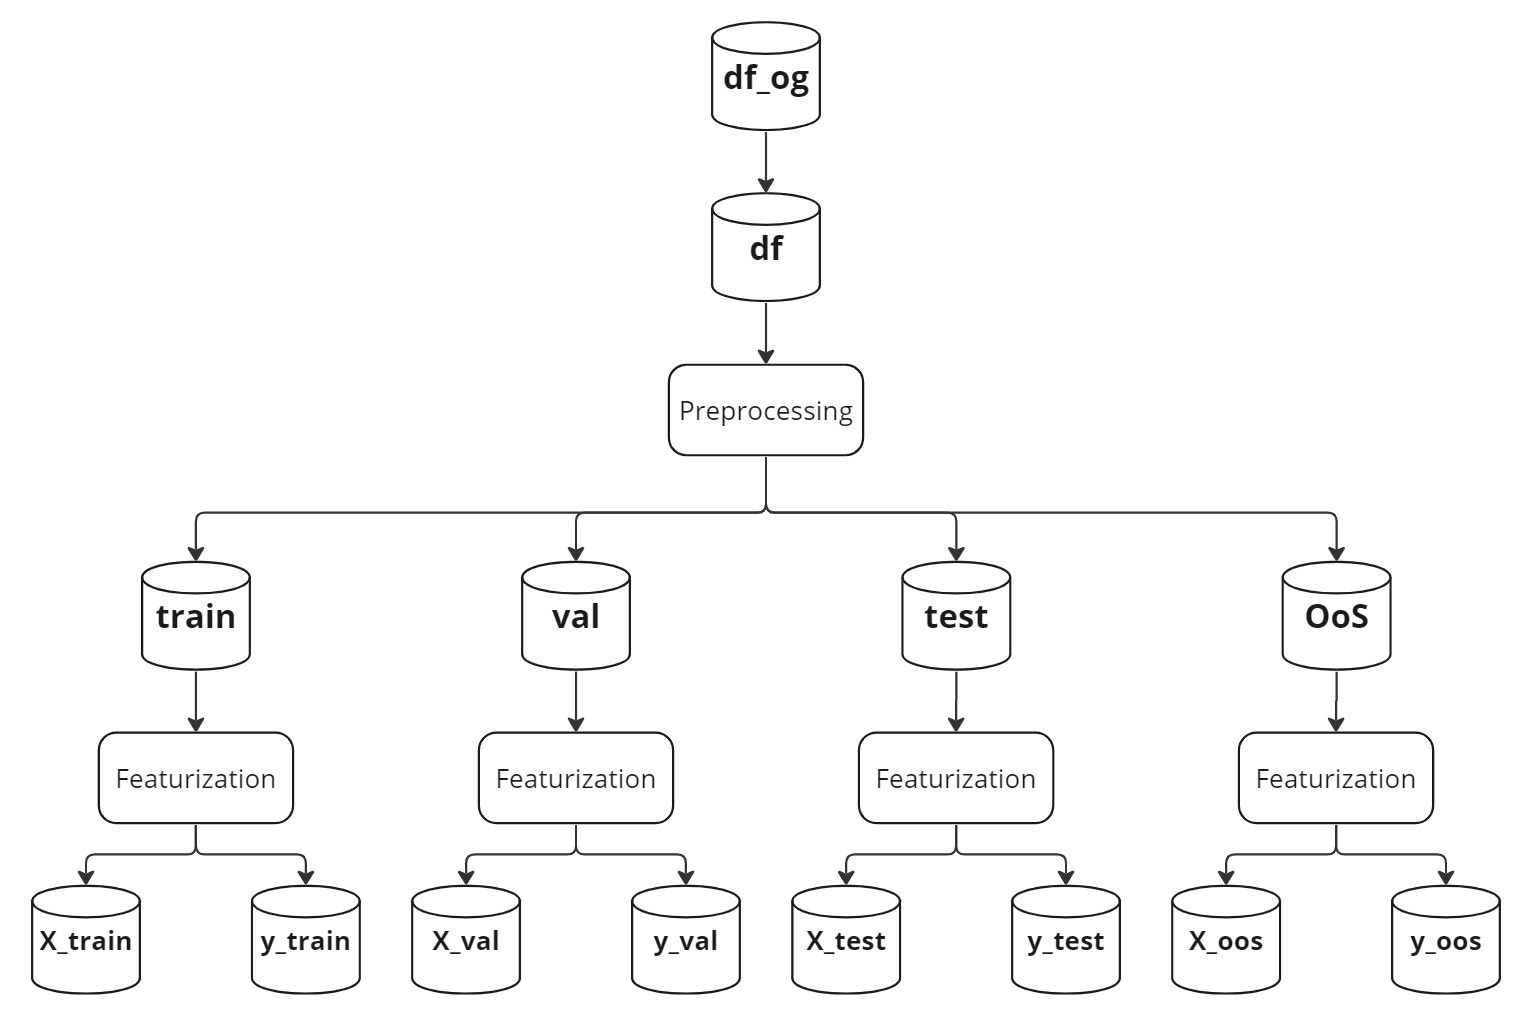 df_og
df
Preprocessing
train
val
test
OoS
Featurization
Featurization
Featurization
Featurization
X_train
y_train
X_val
y_val
X_test
y_test
X_oos
y_oos